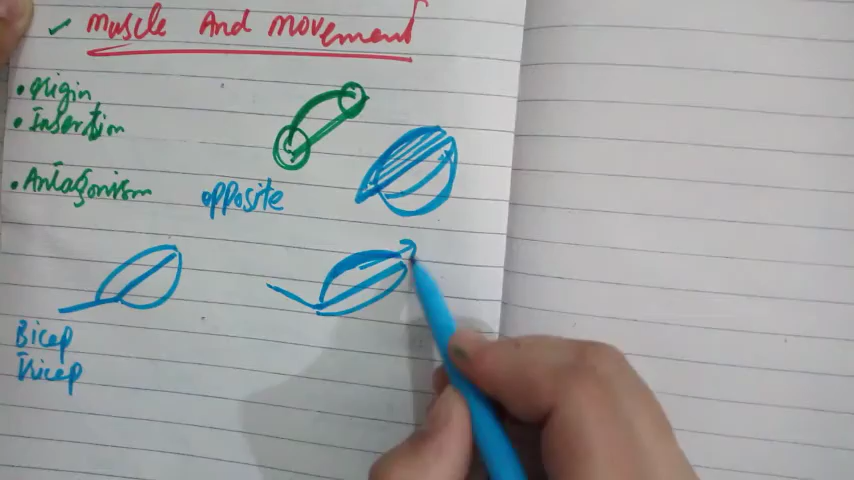 Muscle And Movement
• Origin
• Insertion
• Antagonism opposite
Bicep
Tricep